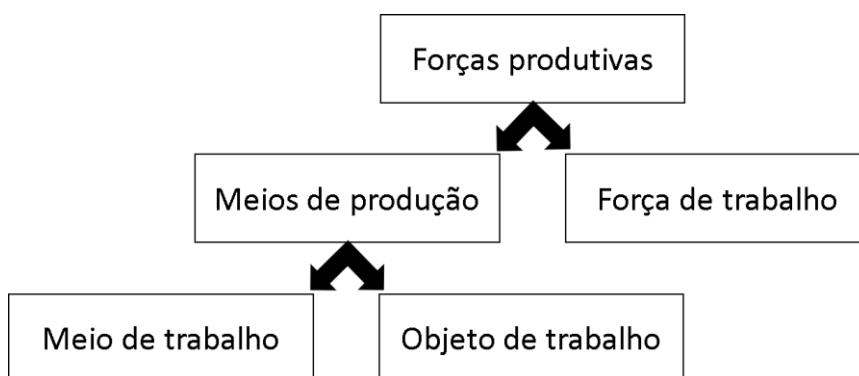 Forças produtivas
Meios de produção
Força de trabalho
Meio de trabalho
Objeto de trabalho